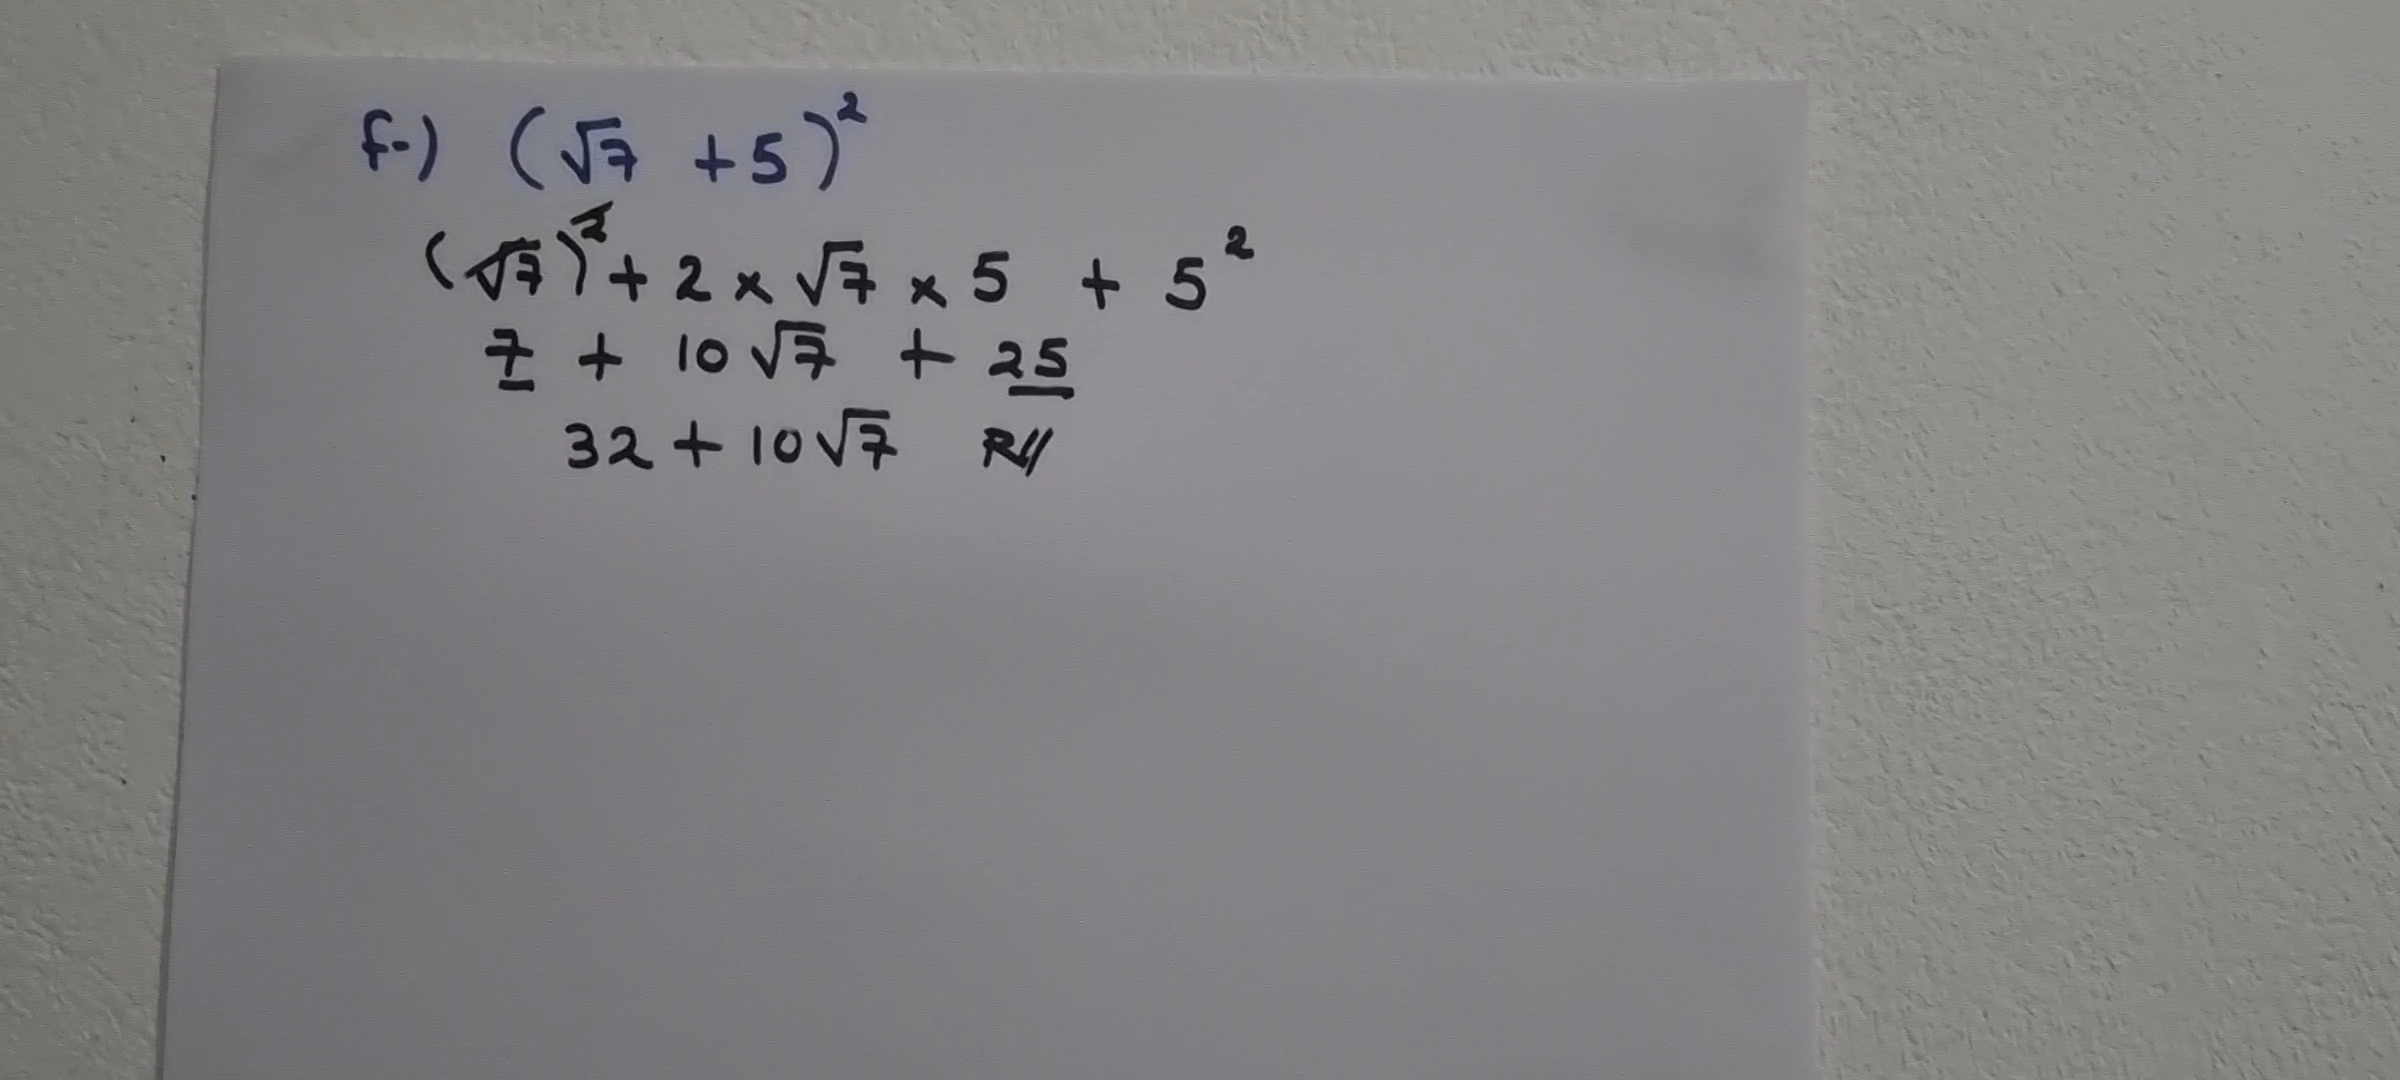 f-) (√7 + 5)²
(√7)² + 2 x √7 x 5 + 5²
7 + 10√7 + 25
32 + 10√7 R//